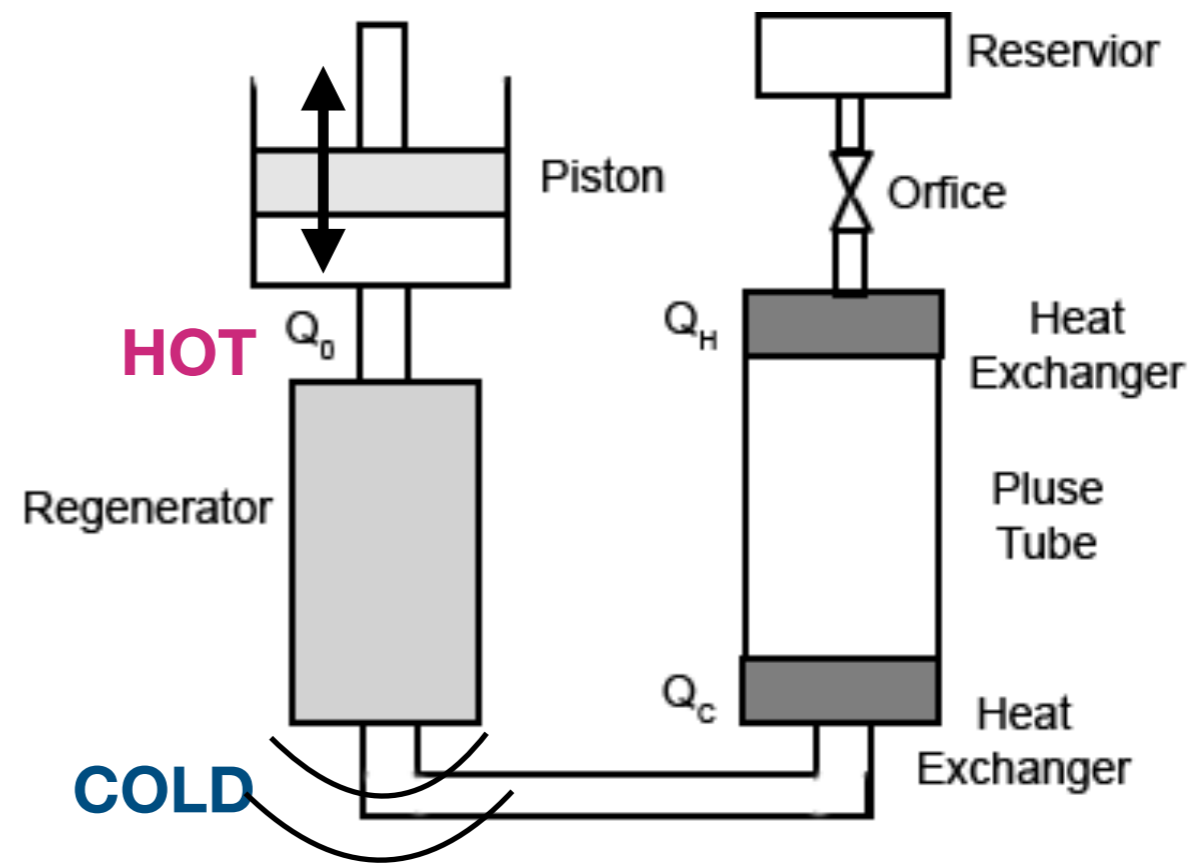 Reservior
Piston
Orfice
HOT
Q0
QH
Heat
Exchanger
Regenerator
Pluse
Tube
QC
Heat
Exchanger
COLD